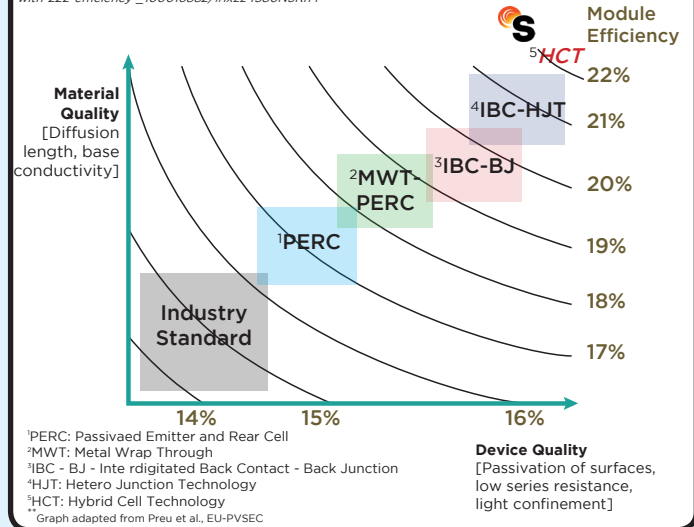 Module
Efficiency
S
⁵HCT
22%
Material
Quality
[Diffusion
length, base
conductivity]
⁴IBC-HJT
21%
³IBC-BJ
²MWT-
PERC
20%
¹PERC
19%
18%
Industry
Standard
17%
14%
15%
16%
¹PERC: Passivaed Emitter and Rear Cell
²MWT: Metal Wrap Through
³IBC - BJ - Inte rdigitated Back Contact - Back Junction
⁴HJT: Hetero Junction Technology
⁵HCT: Hybrid Cell Technology
**Graph adapted from Preu et al., EU-PVSEC
Device Quality
[Passivation of surfaces,
low series resistance,
light confinement]